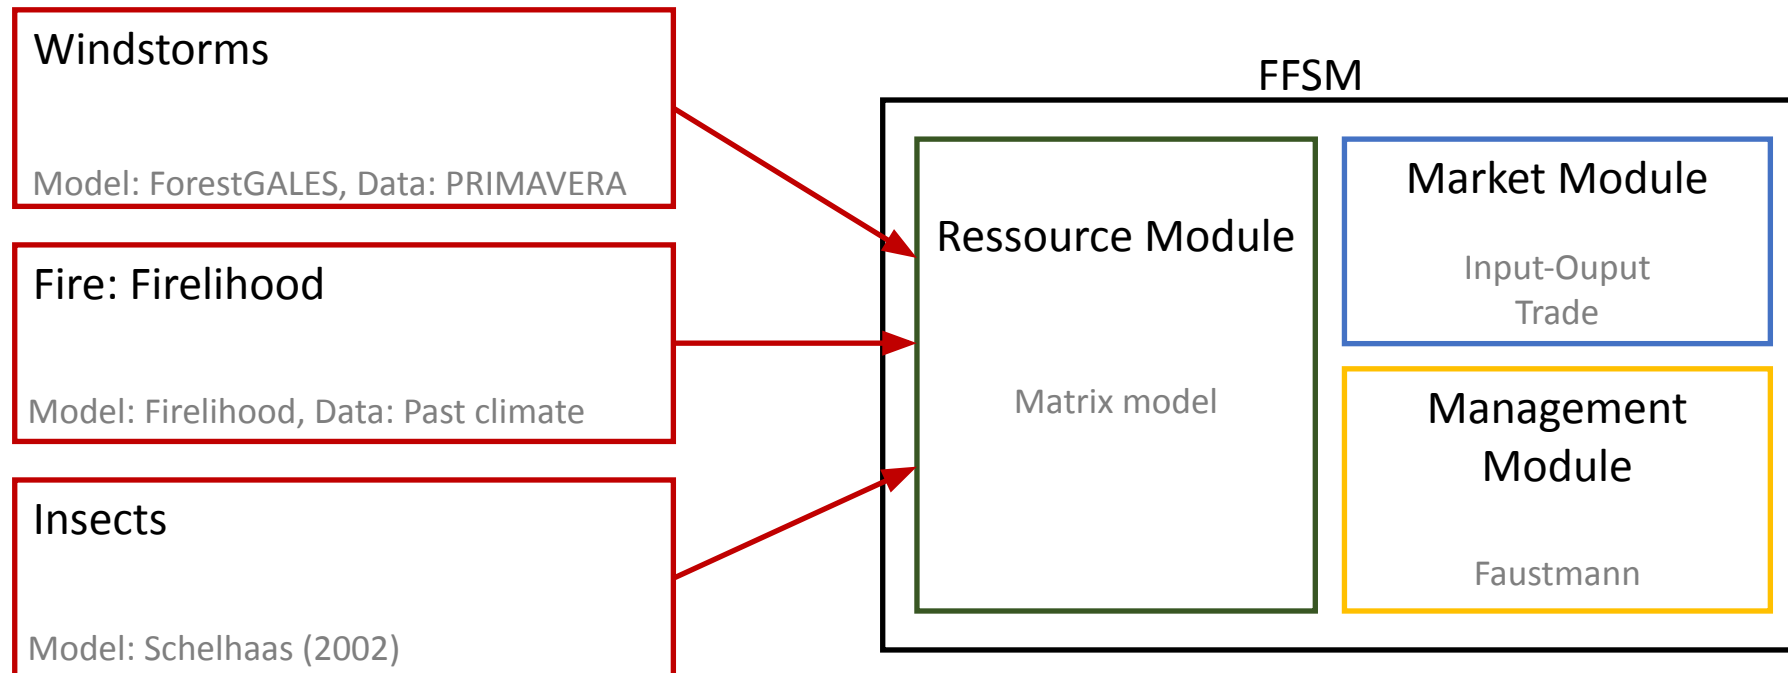 Windstorms
Model: ForestGALES, Data: PRIMAVERA
Fire: Firelihood
Model: Firelihood, Data: Past climate
Insects
Model: Schelhaas (2002)
FFSM
Ressource Module
Matrix model
Market Module
Input-Ouput
Trade
Management
Module
Faustmann